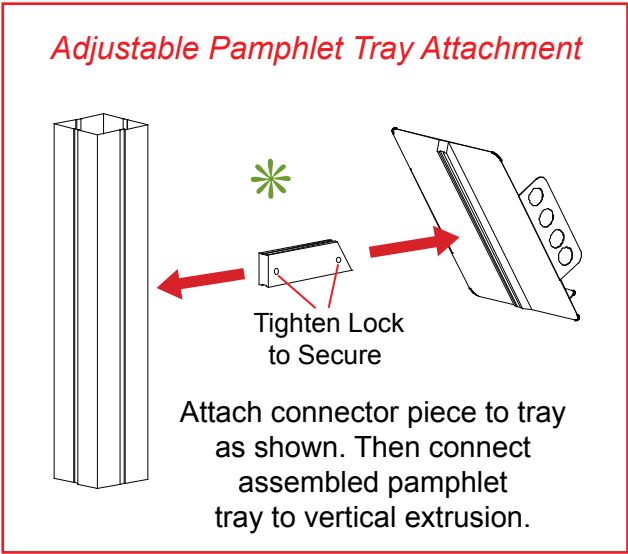 Adjustable Pamphlet Tray Attachment
Tighten Lock
to Secure
Attach connector piece to tray
as shown. Then connect
assembled pamphlet
tray to vertical extrusion.